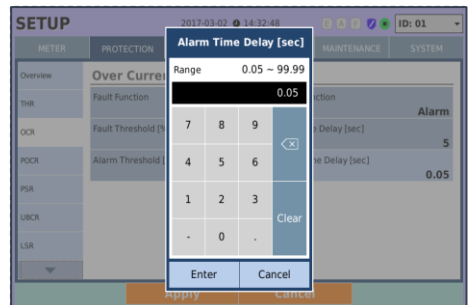 SETUP
2017-03-02 14:32:48
E A E
ID: 01
METER PROTECTION MAINTENANCE SYSTEM
Alarm Time Delay [sec]
Range 0.05 ~ 99.99
0.05
7 8 9
4 5 6
1 2 3
Clear
- 0 .
Enter Cancel
Overview
THR
OCR
POCR
PSR
UBCR
LSR
Over Curre
Fault Function ction
Alarm
Fault Threshold [% e Delay [sec]
5
Alarm Threshold [ me Delay [sec]
0.05
Apply Cancel